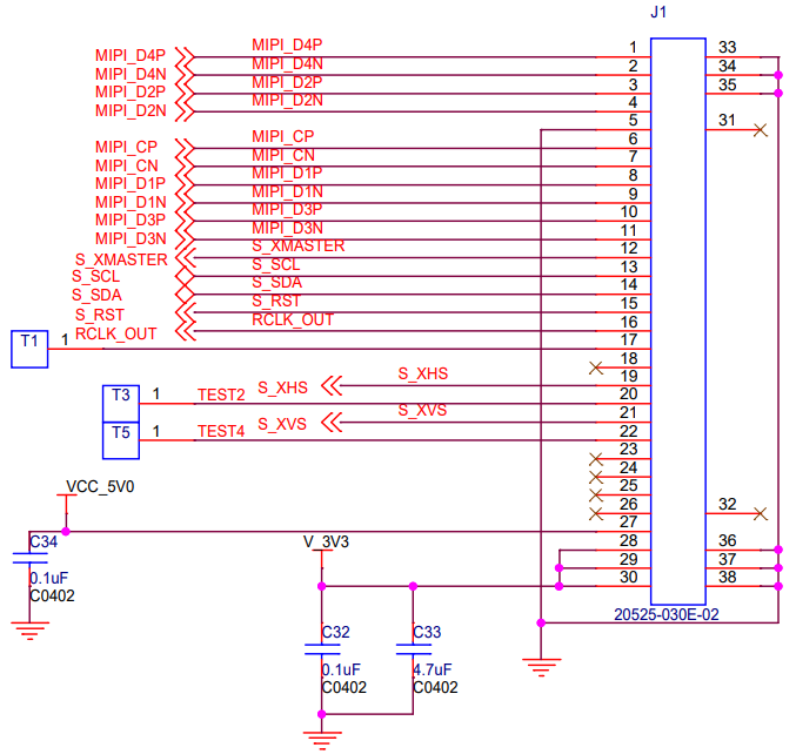 J1
MIPI_D4P MIPI_D4P 1 33
MIPI_D4N MIPI_D4N 2 34
MIPI_D2P MIPI_D2P 3 35
MIPI_D2N MIPI_D2N 4
5 31
MIPI_CP MIPI_CP 6
MIPI_CN MIPI_CN 7
MIPI_D1P MIPI_D1P 8
MIPI_D1N MIPI_D1N 9
MIPI_D3P MIPI_D3P 10
MIPI_D3N MIPI_D3N 11
S_XMASTER S_XMASTER 12
S_SCL S_SCL 13
S_SDA S_SDA 14
S_RST S_RST 15
RCLK_OUT RCLK_OUT 16
T1 1 17
18
S_XHS S_XHS 19
T3 1 TEST2 20
S_XVS S_XVS 21
T5 1 TEST4 22
23
24
25
26 32
VCC_5V0 27
28 36
29 37
30 38
C34
0.1uF
C0402
V_3V3
20525-030E-02
C32 C33
0.1uF 4.7uF
C0402 C0402